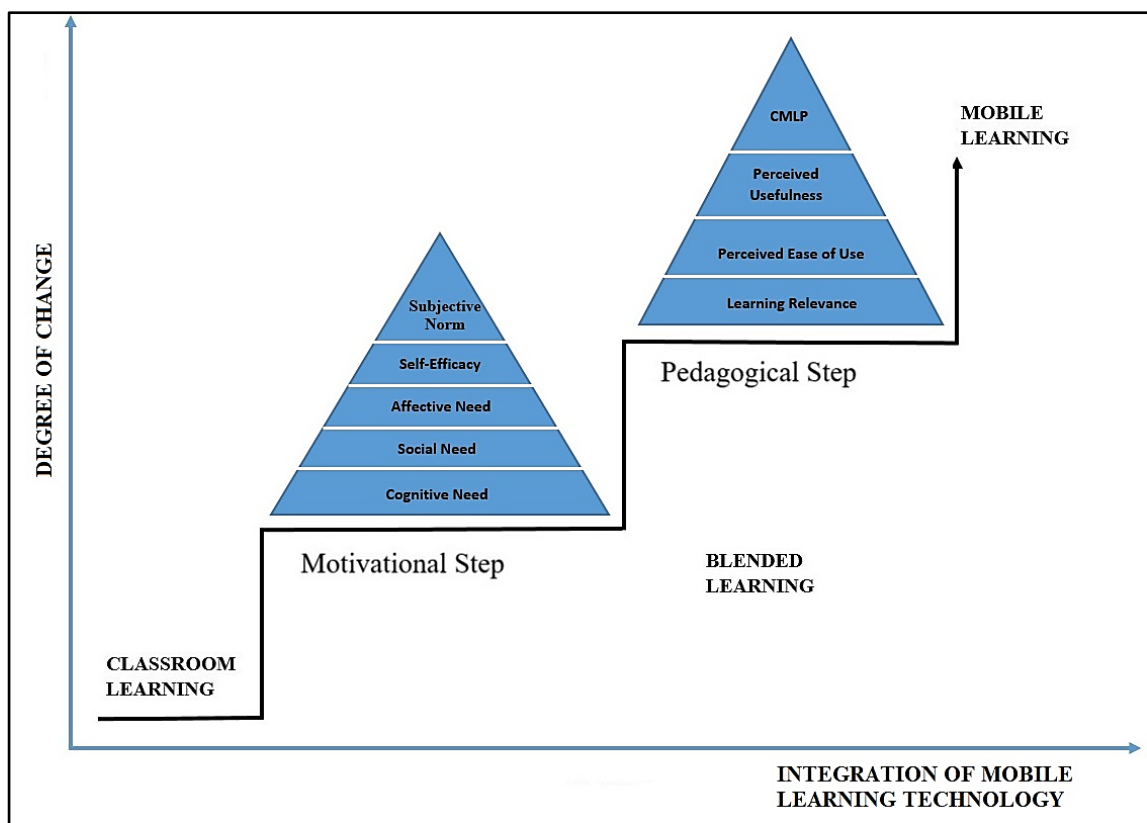 CMLP
Perceived
Usefulness
Perceived Ease of Use
Learning Relevance
MOBILE
LEARNING
Pedagogical Step
Subjective
Norm
Self-Efficacy
Affective Need
Social Need
Cognitive Need
Motivational Step
BLENDED
LEARNING
CLASSROOM
LEARNING
DEGREE OF CHANGE
INTEGRATION OF MOBILE
LEARNING TECHNOLOGY